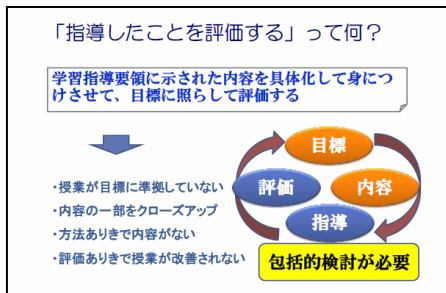 「指導したことを評価する」って何？
学習指導要領に示された内容を具体化して身につ
けさせて、目標に照らして評価する
・授業が目標に準拠していない
・内容の一部をクローズアップ
・方法ありきで内容がない
・評価ありきで授業が改善されない
目標
評価
内容
指導
包括的検討が必要